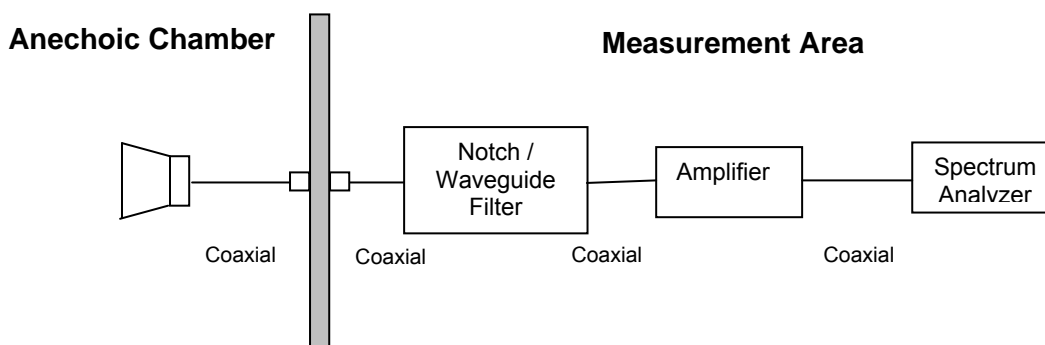 Anechoic Chamber
Measurement Area
Notch /
Waveguide
Filter
Amplifier
Spectrum
Analyzer
Coaxial
Coaxial
Coaxial
Coaxial